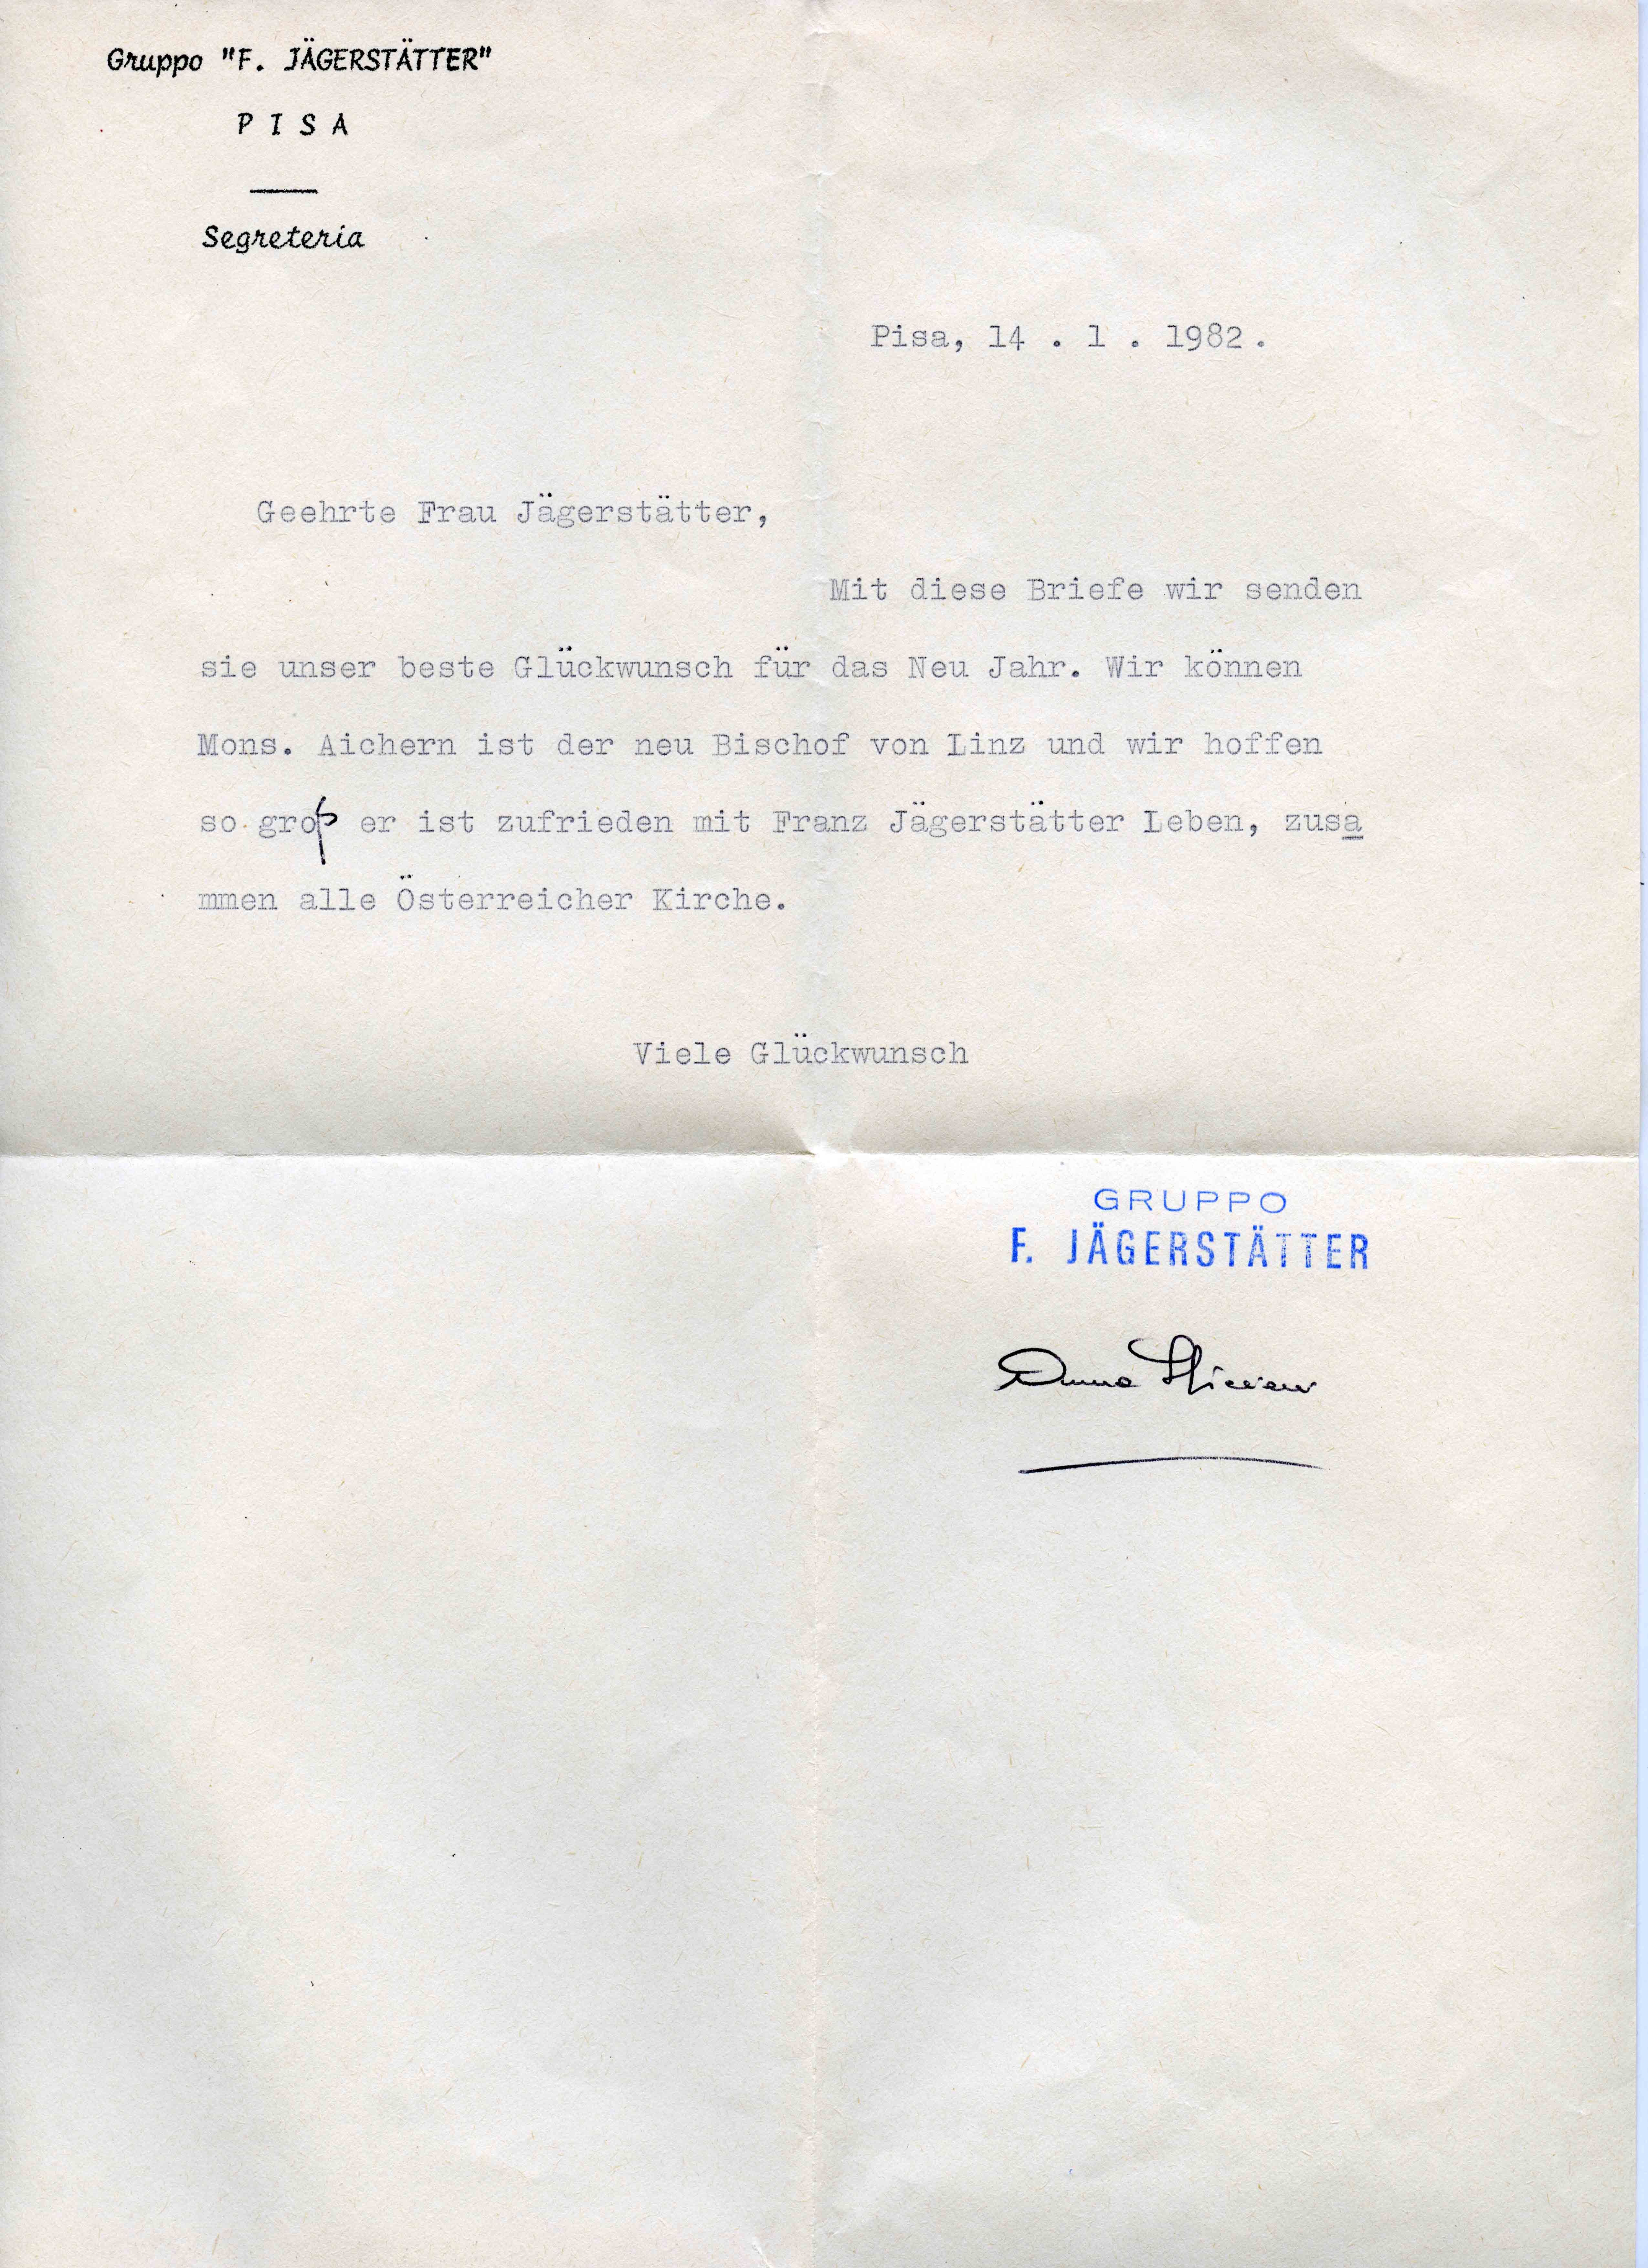 Gruppo "F. JÄGERSTÄTTER"
PISA
Segreteria
Pisa, 14 . 1 . 1982.
Geehrte Frau Jägerstätter,
Mit diese Briefe wir senden
sie unser beste Glückwunsch für das Neu Jahr. Wir können
Mons. Aichern ist der neu Bischof von Linz und wir hoffen
so groß er ist zufrieden mit Franz Jägerstätter Leben, zusa
mmen alle Österreicher Kirche.
Viele Glückwunsch
GRUPPO
F. JÄGERSTÄTTER
Anna